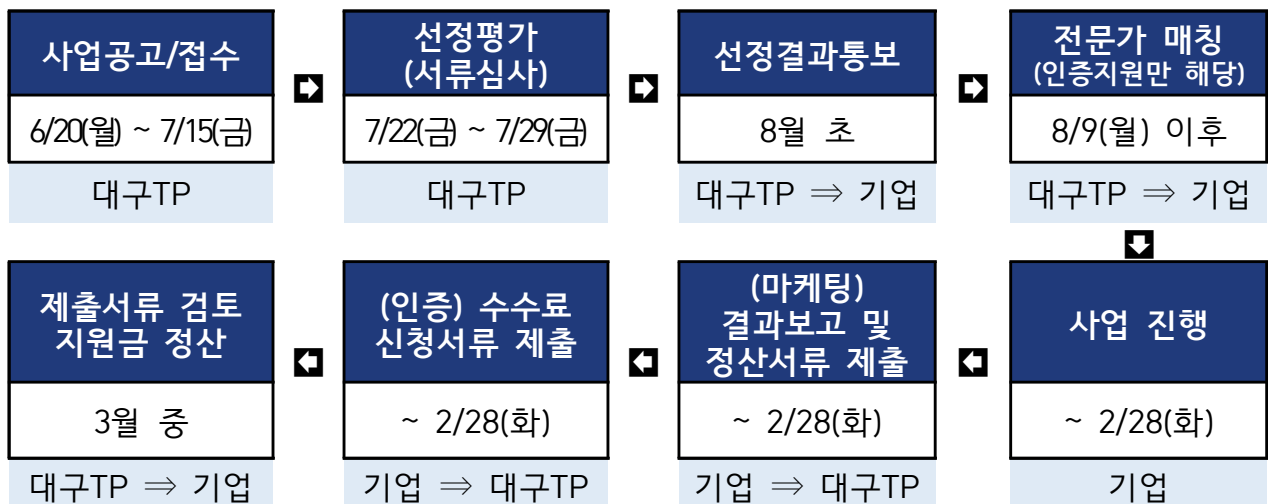 사업공고/접수
6/20(월) ~ 7/15(금)
대구TP
선정평가
(서류심사)
7/22(금) ~ 7/29(금)
대구TP
선정결과통보
8월 초
대구TP ⇒ 기업
전문가 매칭
(인증지원만 해당)
8/9(월) 이후
대구TP ⇒ 기업
사업 진행
~ 2/28(화)
기업
(마케팅)
결과보고 및
정산서류 제출
~ 2/28(화)
기업 ⇒ 대구TP
(인증) 수수료
신청서류 제출
~ 2/28(화)
기업 ⇒ 대구TP
제출서류 검토
지원금 정산
3월 중
대구TP ⇒ 기업